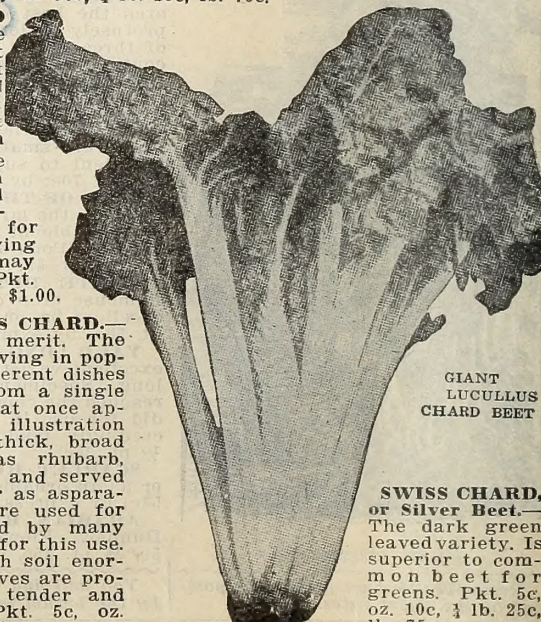 for
ving
may
Pkt.
$1.00.
S CHARD.—
merit. The
ving in pop-
erent dishes
om a single
at once ap-
illustration
thick, broad
as rhubarb,
and served
r as aspara-
re used for
d by many
for this use.
h soil enor-
ves are pro-
tender and
Pkt. 5c, oz.
GIANT
LUCULLUS
CHARD BEET
SWISS CHARD,
or Silver Beet.—
The dark green
leaved variety. Is
superior to com-
mon beet for
greens. Pkt. 5c,
oz. 10c, ¼ lb. 25c,